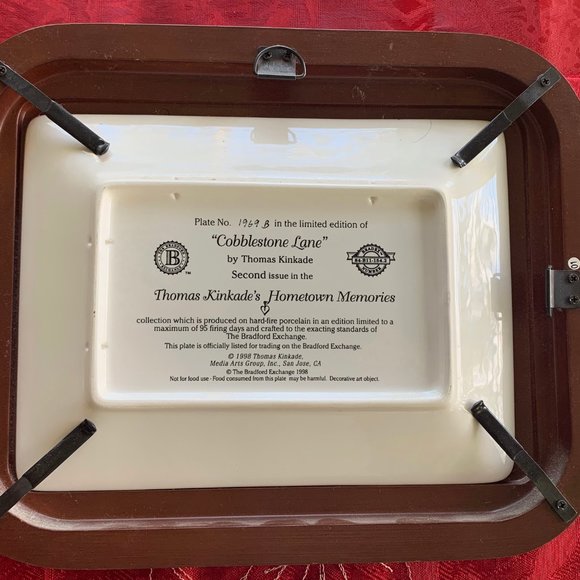 Plate No. 1969 B in the limited edition of
"Cobblestone Lane"
by Thomas Kinkade
Second issue in the
Thomas Kinkade's Hometown Memories
collection which is produced on hard-fire porcelain in an edition limited to a
maximum of 95 firing days and crafted to the exacting standards of
The Bradford Exchange.
This plate is officially listed for trading on the Bradford Exchange.
© 1998 Thomas Kinkade,
Media Arts Group, Inc., San Jose, CA
© The Bradford Exchange 1998
Not for food use - Food consumed from this plate may be harmful. Decorative art object.
B
TM
BRADEX
NUMBER